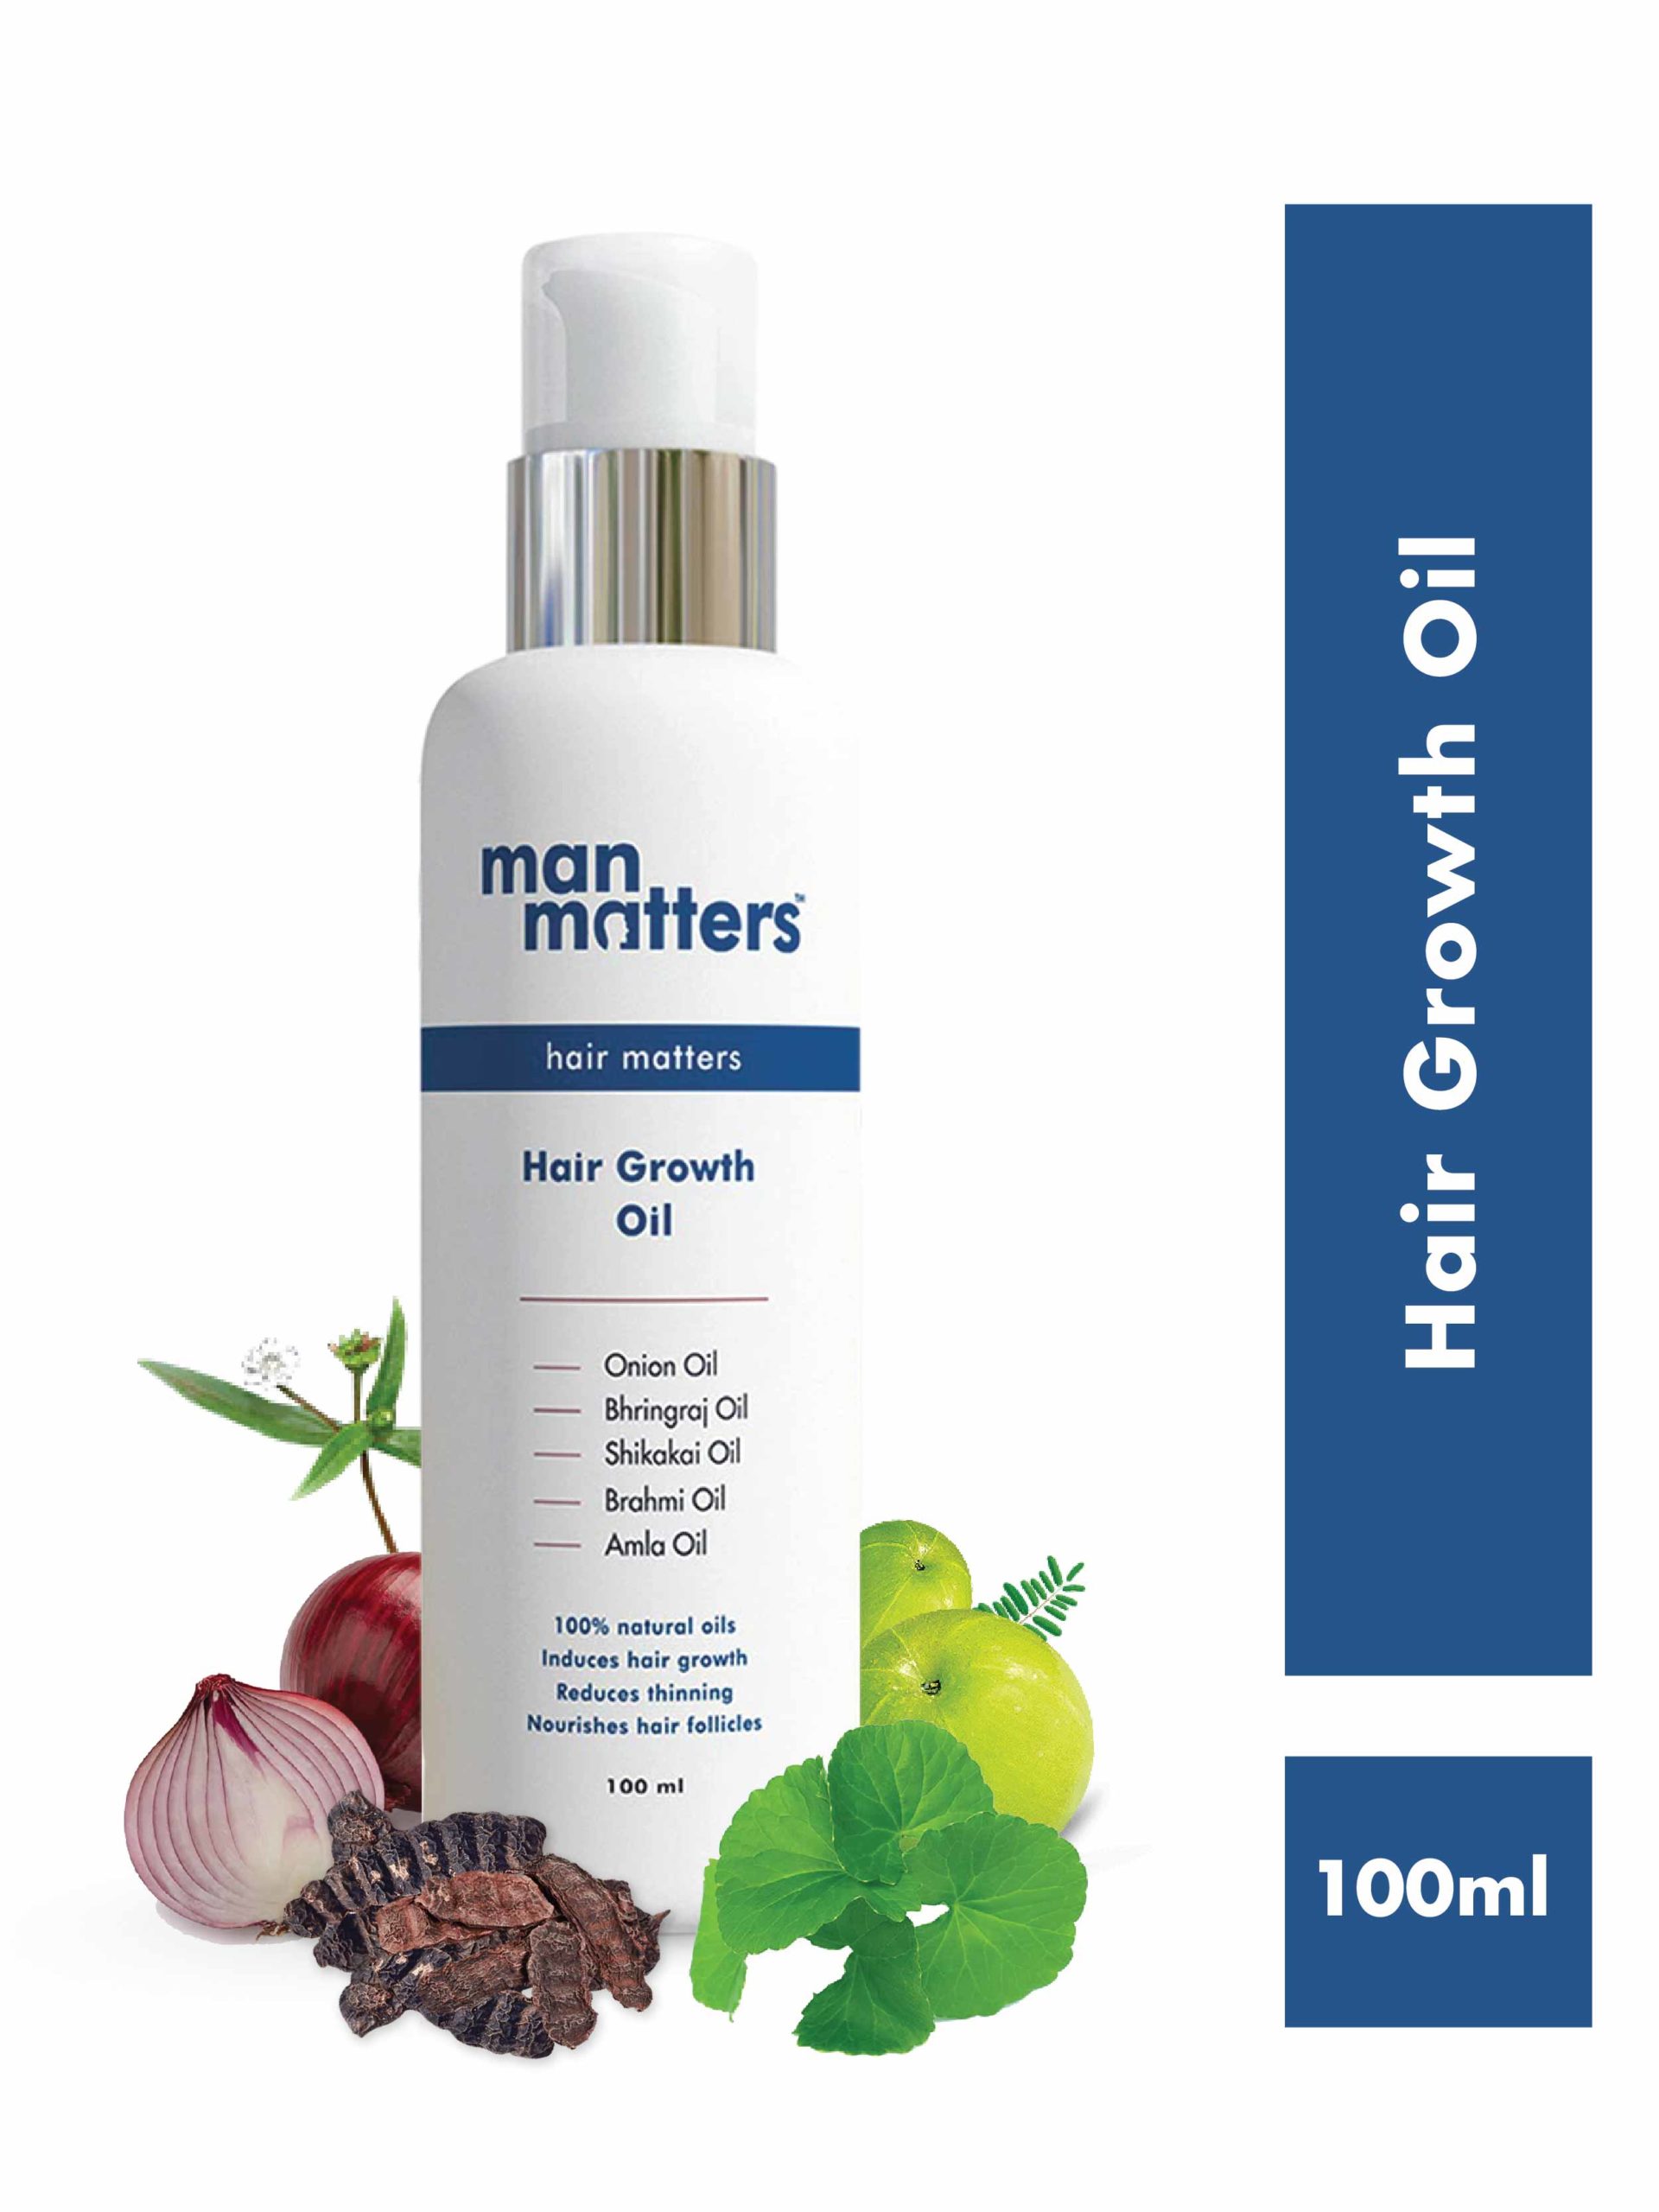 man
matters™
hair matters
Hair Growth
Oil
Onion Oil
Bhringraj Oil
Shikakai Oil
Brahmi Oil
Amla Oil
100% natural oils
Induces hair growth
Reduces thinning
Nourishes hair follicles
100 ml
Hair Growth Oil
100ml